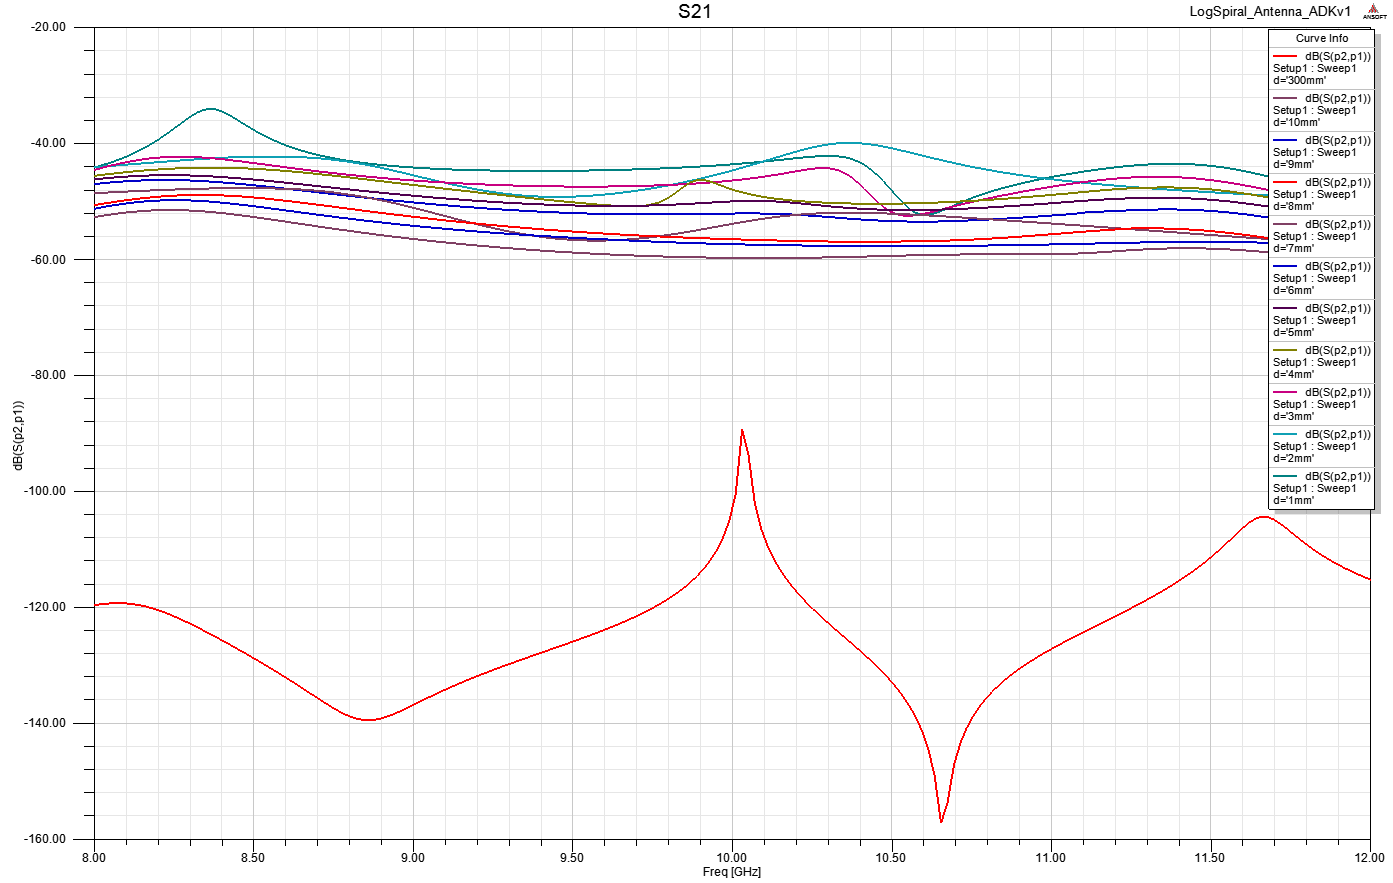 S21
LogSpiral_Antenna_ADKv1
ANSOFT
Curve Info
dB(S(p2,p1))
Setup1 : Sweep1
d='300mm'
dB(S(p2,p1))
Setup1 : Sweep1
d='10mm'
dB(S(p2,p1))
Setup1 : Sweep1
d='9mm'
dB(S(p2,p1))
Setup1 : Sweep1
d='8mm'
dB(S(p2,p1))
Setup1 : Sweep1
d='7mm'
dB(S(p2,p1))
Setup1 : Sweep1
d='6mm'
dB(S(p2,p1))
Setup1 : Sweep1
d='5mm'
dB(S(p2,p1))
Setup1 : Sweep1
d='4mm'
dB(S(p2,p1))
Setup1 : Sweep1
d='3mm'
dB(S(p2,p1))
Setup1 : Sweep1
d='2mm'
dB(S(p2,p1))
Setup1 : Sweep1
d='1mm'
-20.00
-40.00
-60.00
-80.00
-100.00
-120.00
-140.00
-160.00
dB(S(p2,p1))
8.00 8.50 9.00 9.50 10.00 10.50 11.00 11.50 12.00
Freq [GHz]